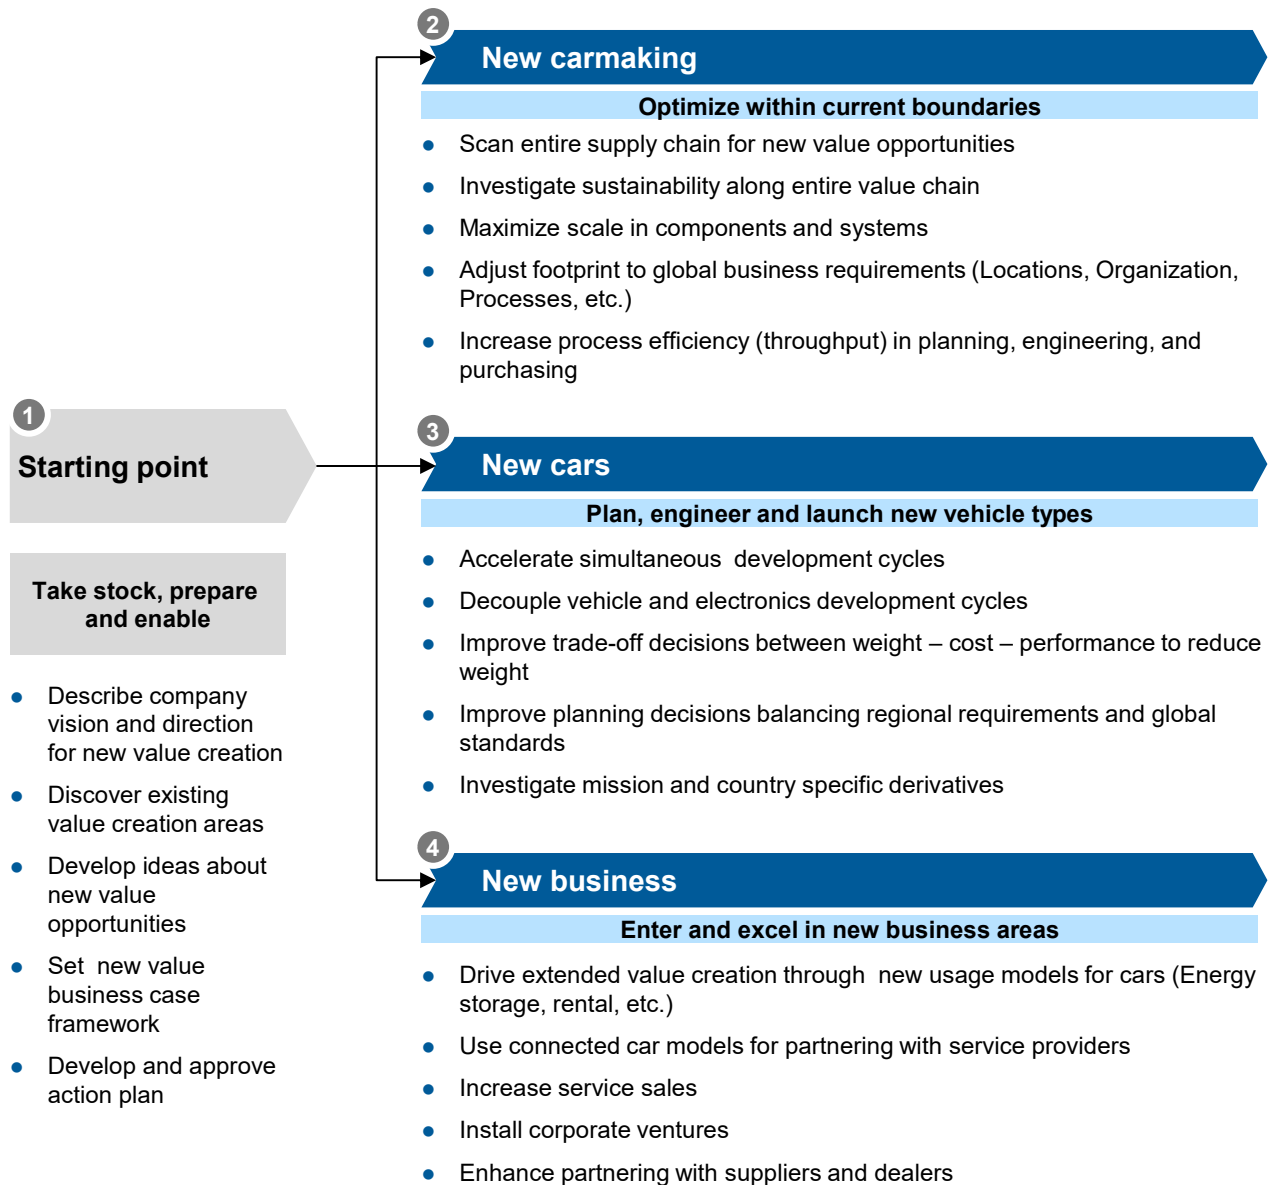 1
Starting point
Take stock, prepare
and enable
● Describe company
vision and direction
for new value creation
● Discover existing
value creation areas
● Develop ideas about
new value
opportunities
● Set  new value
business case
framework
● Develop and approve
action plan
2
New carmaking
Optimize within current boundaries
● Scan entire supply chain for new value opportunities
● Investigate sustainability along entire value chain
● Maximize scale in components and systems
● Adjust footprint to global business requirements (Locations, Organization,
Processes, etc.)
● Increase process efficiency (throughput) in planning, engineering, and
purchasing
3
New cars
Plan, engineer and launch new vehicle types
● Accelerate simultaneous  development cycles
● Decouple vehicle and electronics development cycles
● Improve trade-off decisions between weight – cost – performance to reduce
weight
● Improve planning decisions balancing regional requirements and global
standards
● Investigate mission and country specific derivatives
4
New business
Enter and excel in new business areas
● Drive extended value creation through  new usage models for cars (Energy
storage, rental, etc.)
● Use connected car models for partnering with service providers
● Increase service sales
● Install corporate ventures
● Enhance partnering with suppliers and dealers